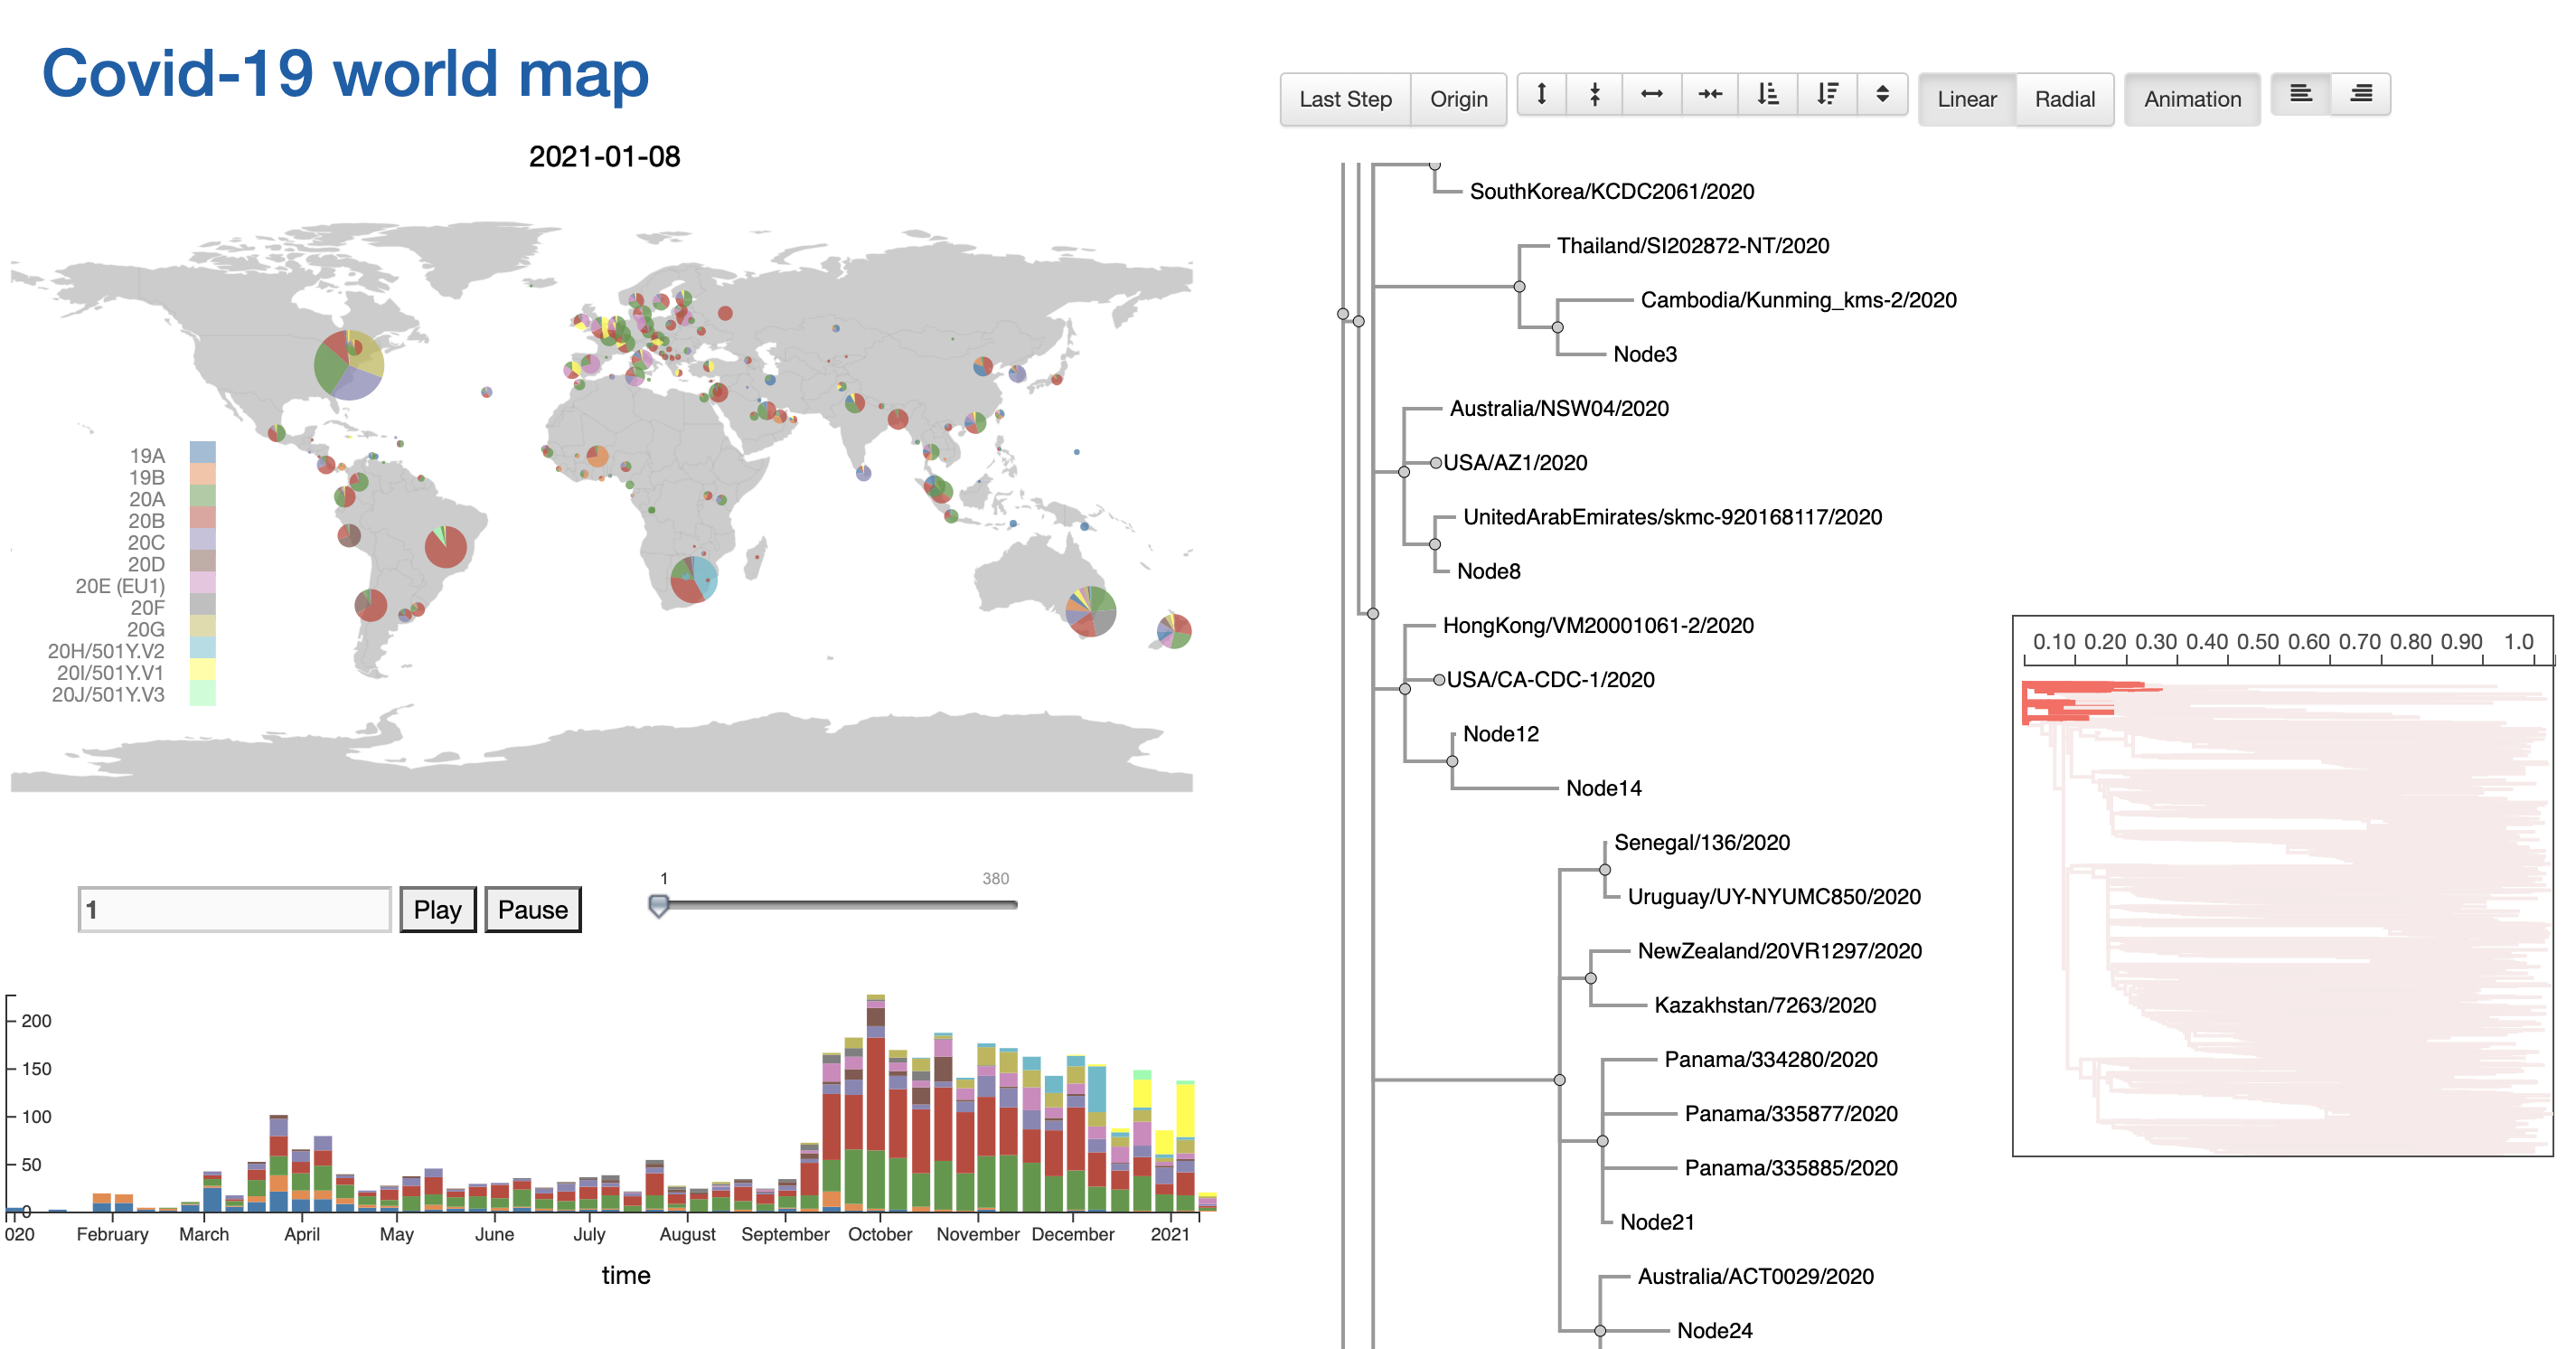 Covid-19 world map
2021-01-08
19A
19B
20A
20B
20C
20D
20E (EU1)
20F
20G
20H/501Y.V2
20I/501Y.V1
20J/501Y.V3
1 Play Pause
1 380
200
150
100
50
0
020 February March April May June July August September October November December 2021
time
Last Step Origin Linear Radial Animation
SouthKorea/KCDC2061/2020
Thailand/SI202872-NT/2020
Cambodia/Kunming_kms-2/2020
Node3
Australia/NSW04/2020
USA/AZ1/2020
UnitedArabEmirates/skmc-920168117/2020
Node8
HongKong/VM20001061-2/2020
USA/CA-CDC-1/2020
Node12
Node14
Senegal/136/2020
Uruguay/UY-NYUMC850/2020
NewZealand/20VR1297/2020
Kazakhstan/7263/2020
Panama/334280/2020
Panama/335877/2020
Panama/335885/2020
Node21
Australia/ACT0029/2020
Node24
0.10 0.20 0.30 0.40 0.50 0.60 0.70 0.80 0.90 1.0